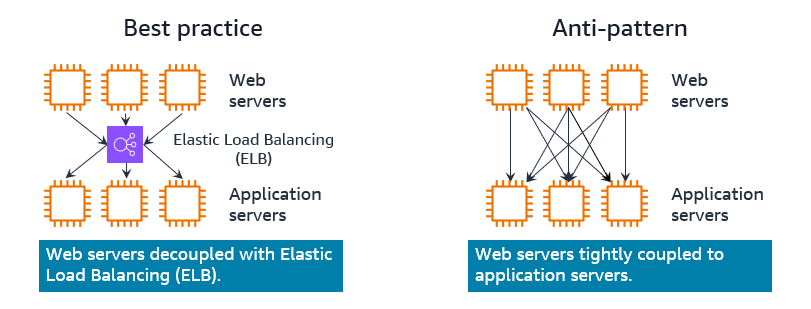 Best practice
Web
servers
Elastic Load Balancing
(ELB)
Application
servers
Web servers decoupled with Elastic
Load Balancing (ELB).
Anti-pattern
Web
servers
Application
servers
Web servers tightly coupled to
application servers.